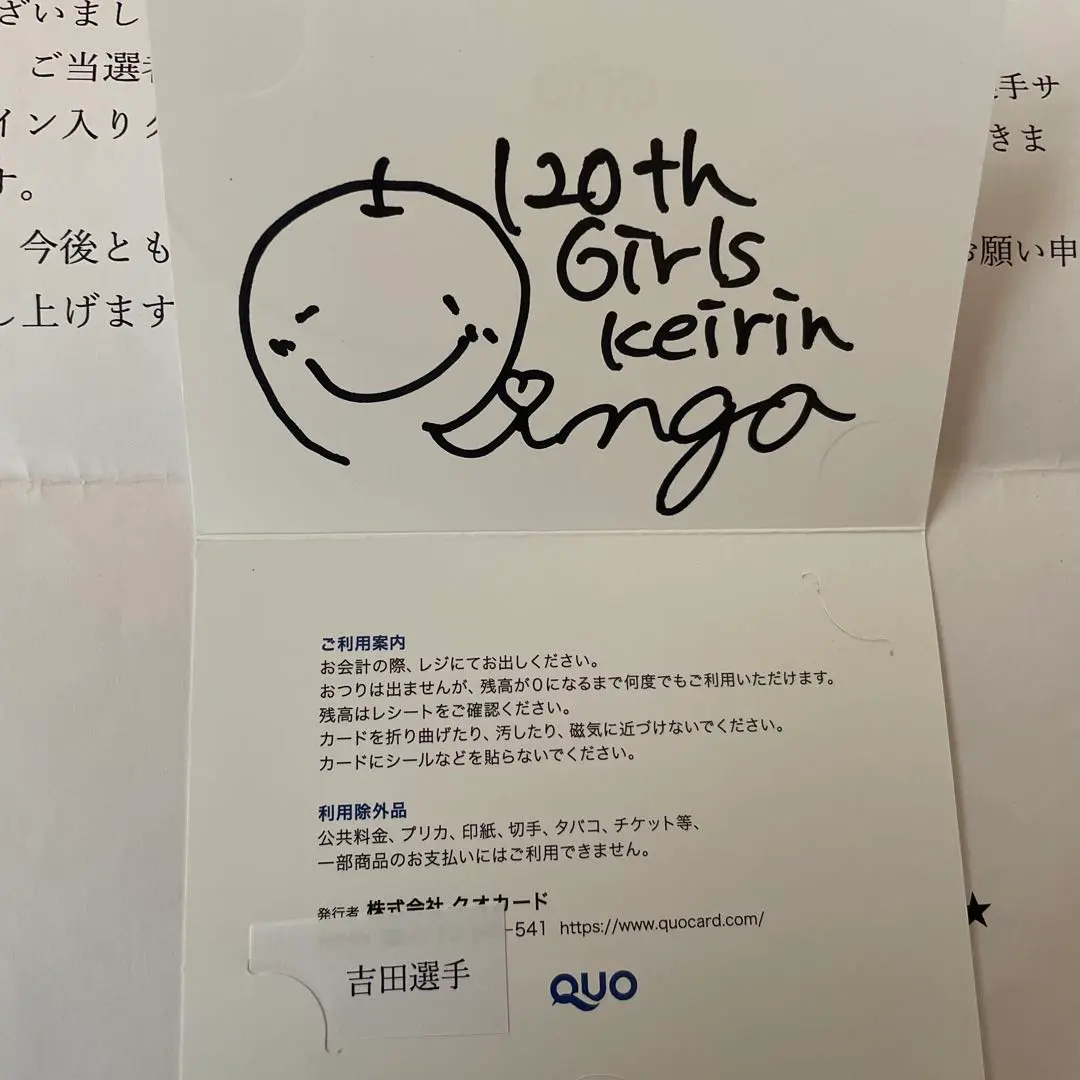 ざいまし
ご当選
手サ
イン入り
きま
す。
今後とも
お願い申
し上げます
120th
Girls
Keirin
ingo
ご利用案内
お会計の際、レジにてお出しください。
おつりは出ませんが、残高が0になるまで何度でもご利用いただけます。
残高はレシートをご確認ください。
カードを折り曲げたり、汚したり、磁気に近づけないでください。
カードにシールなどを貼らないでください。
利用除外品
公共料金、プリカ、印紙、切手、タバコ、チケット等、
一部商品のお支払いにはご利用できません。
発行者 株式会社 クオカード
-541 https://www.quocard.com/
吉田選手
QUO